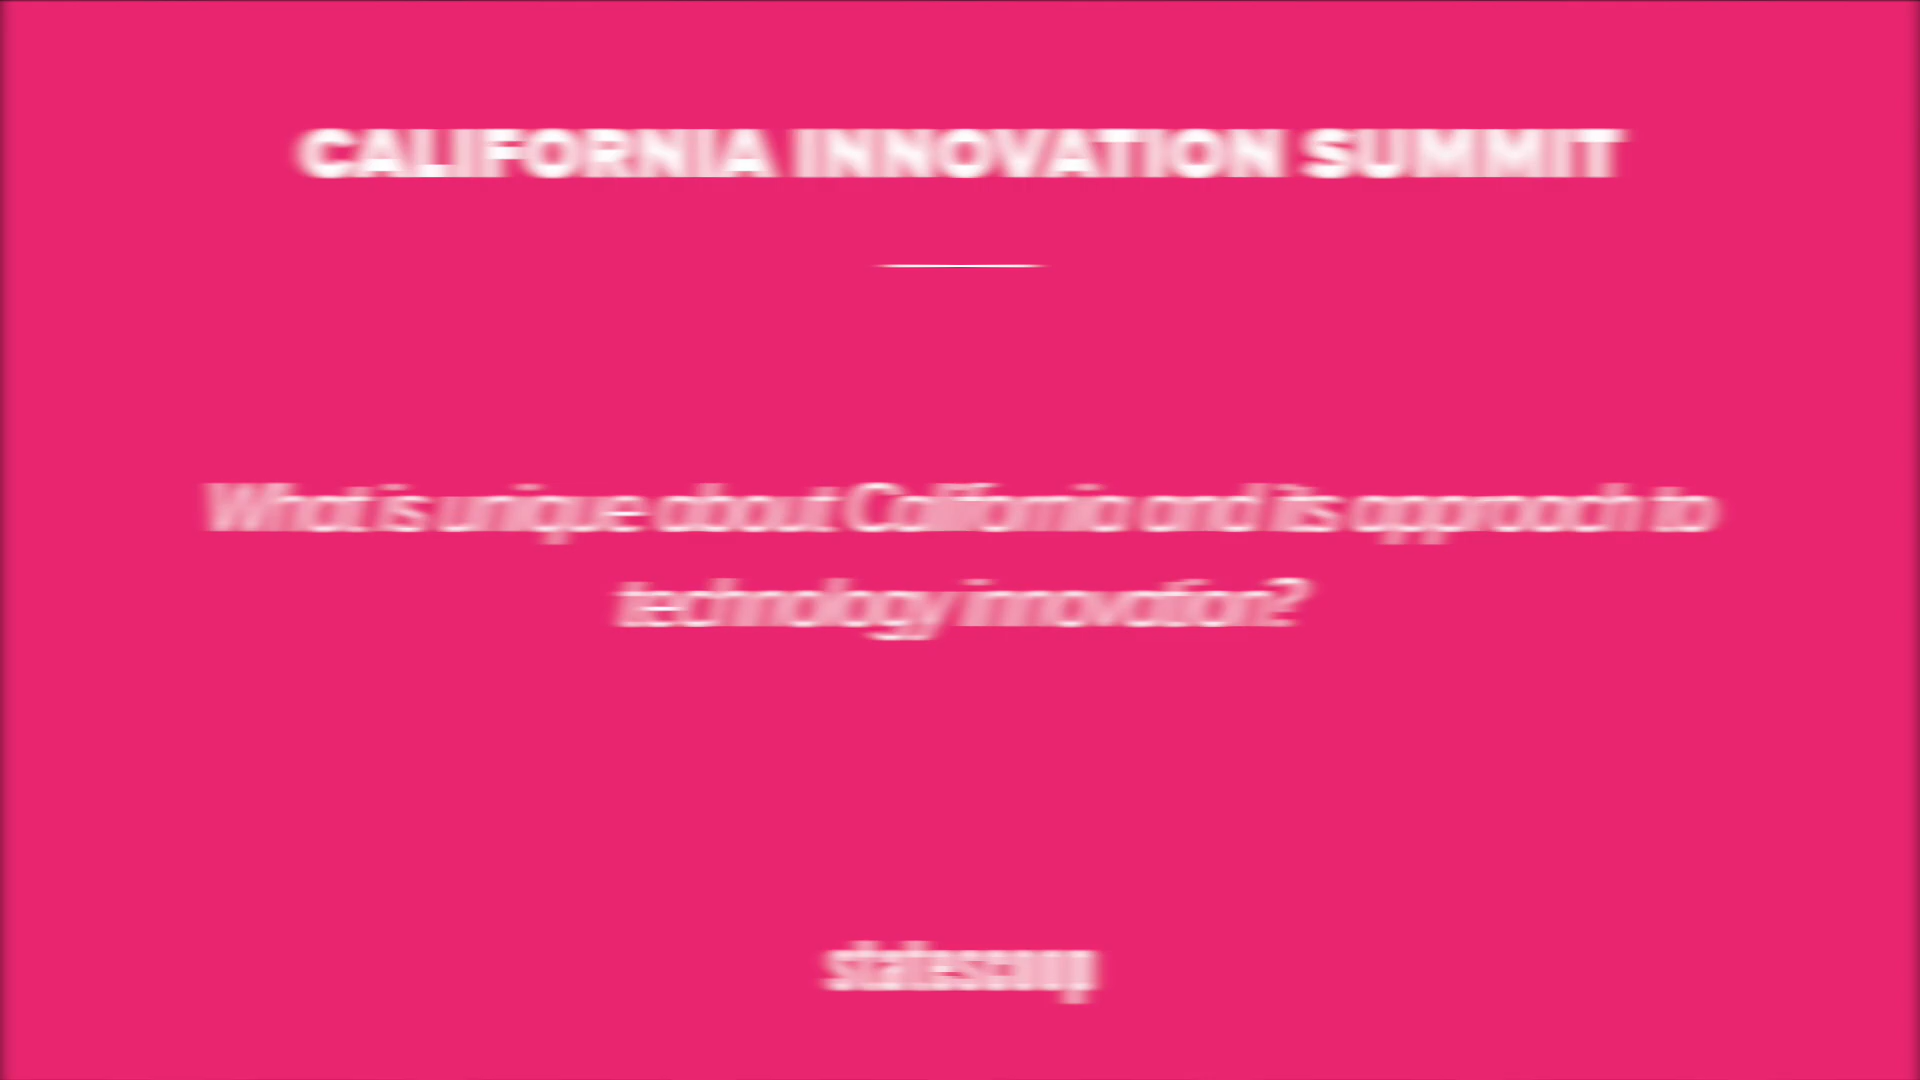 CALIFORNIA INNOVATION SUMMIT
What is unique about California and its approach to
technology innovation?
statescoop